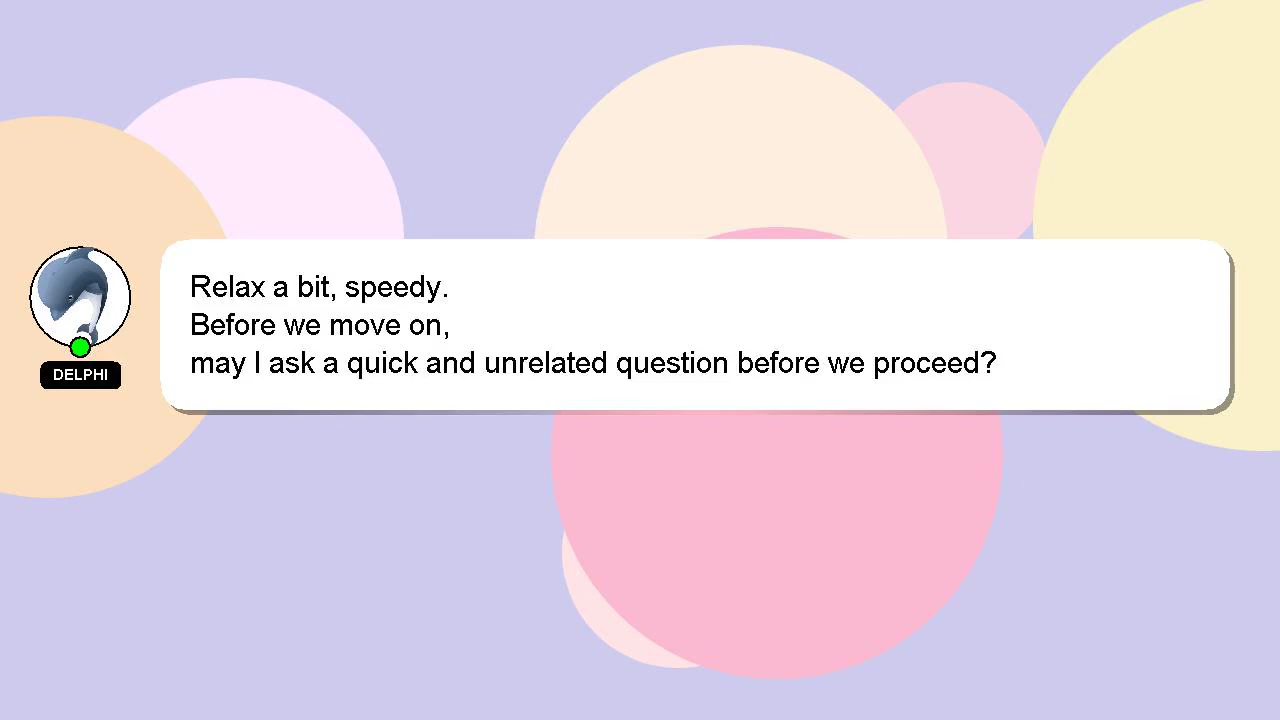 Relax a bit, speedy.
Before we move on,
may I ask a quick and unrelated question before we proceed?
DELPHI